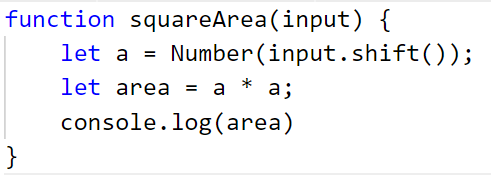 function squareArea(input) {
    let a = Number(input.shift());
    let area = a * a;
    console.log(area)
}